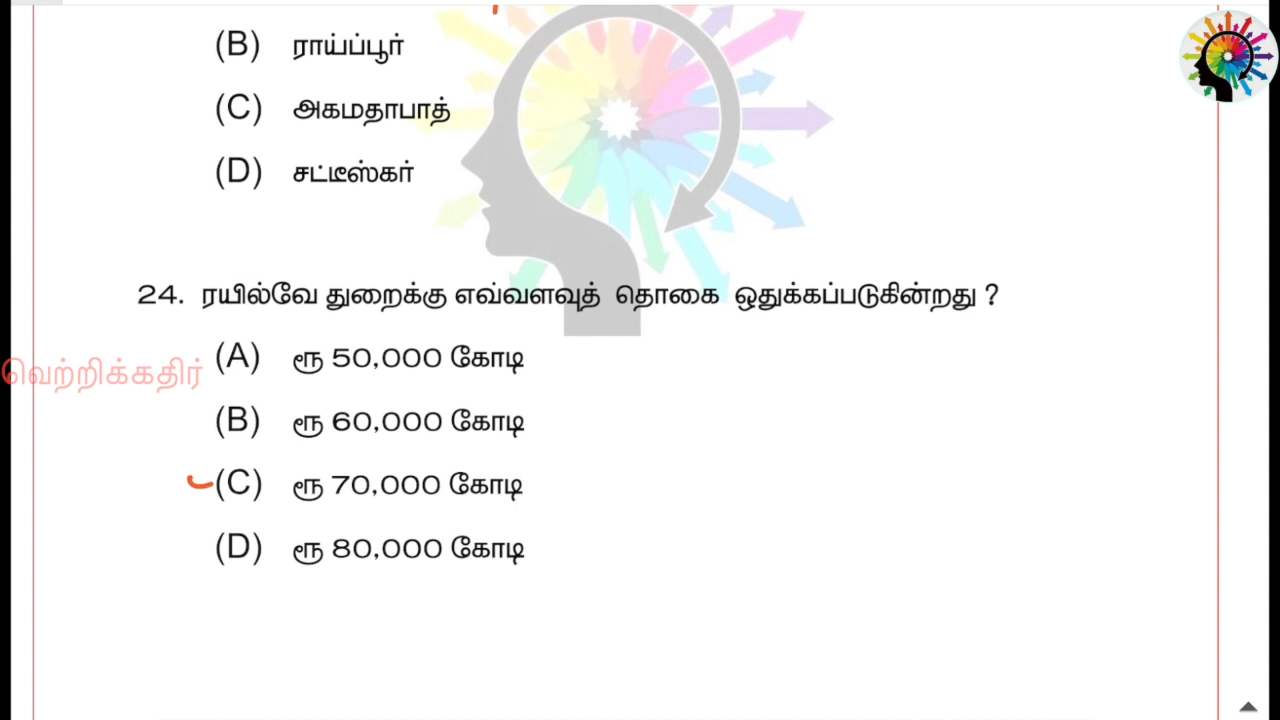 (B) ராய்ப்பூர்
(C) அகமதாபாத்
(D) சட்டீஸ்கர்
24. ரயில்வே துறைக்கு எவ்வளவுத் தொகை ஒதுக்கப்படுகின்றது ?
(A) ரூ 50,000 கோடி
வெற்றிக்கதிர்
(B) ரூ 60,000 கோடி
(C) ரூ 70,000 கோடி
(D) ரூ 80,000 கோடி